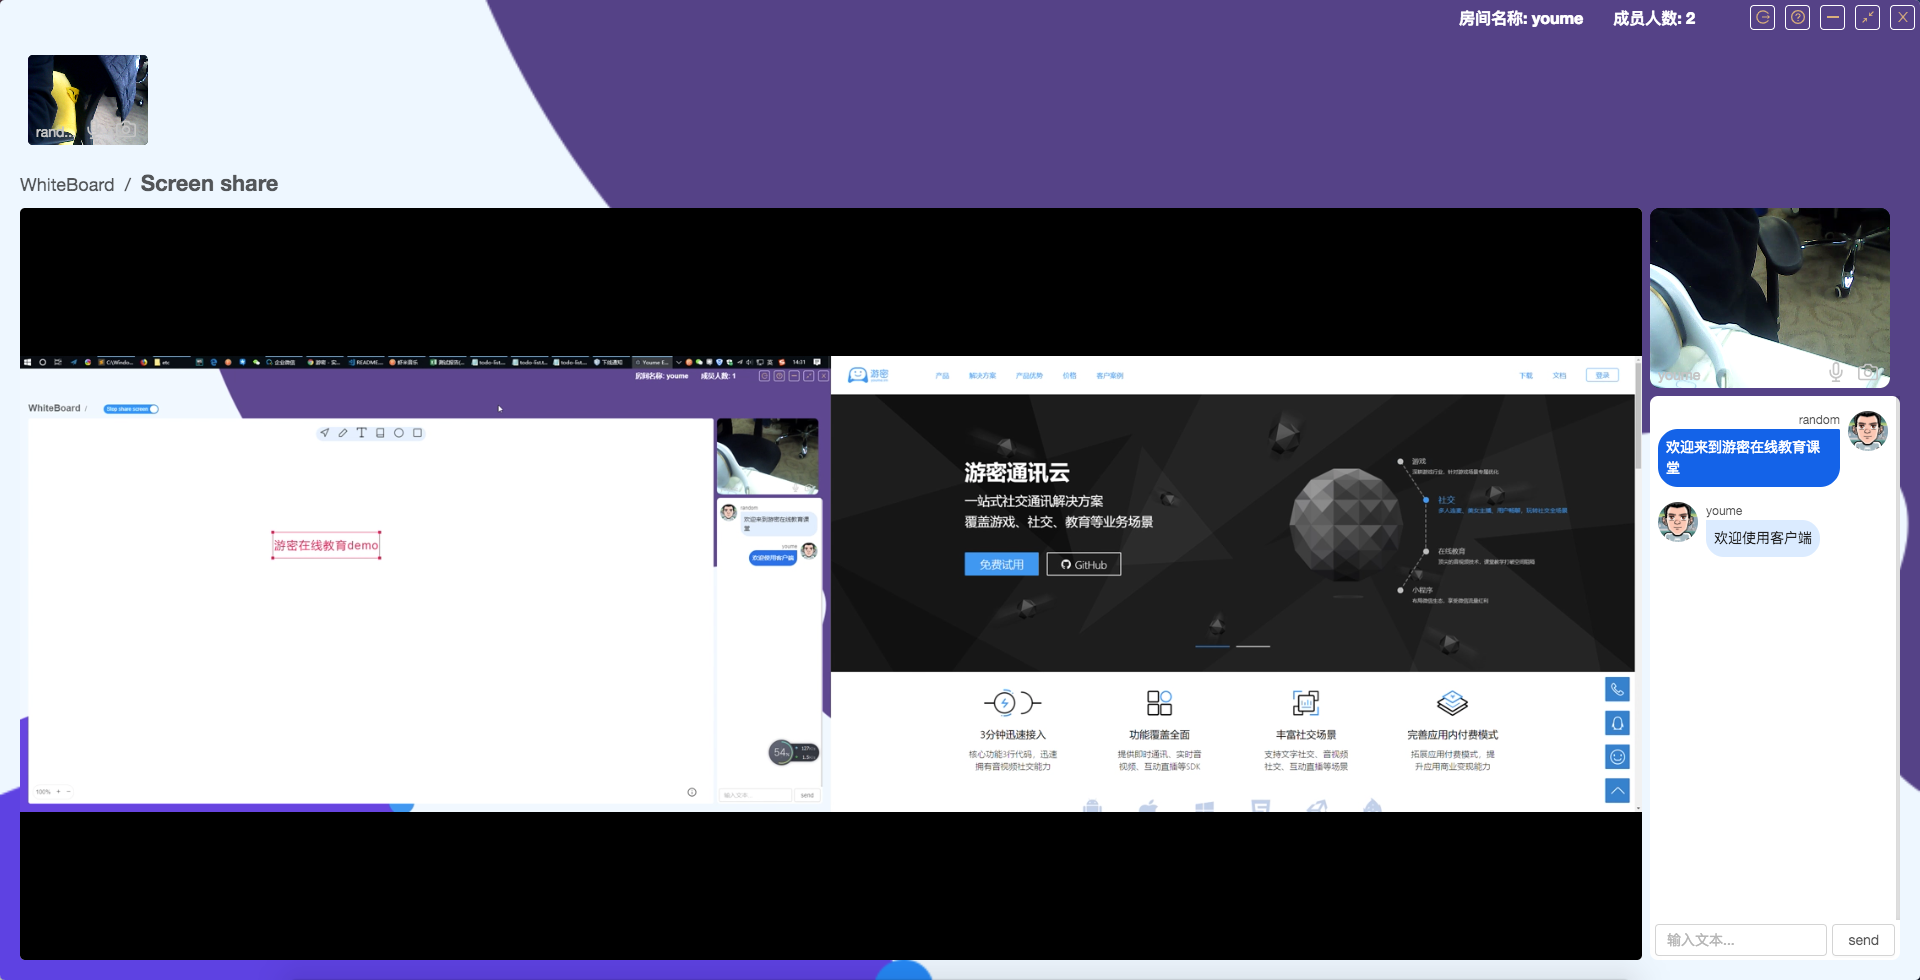 房间名称: youme 成员人数: 2
rand...
WhiteBoard / Screen share
房间名称: youme 成员人数: 1
WhiteBoard /
Stop share screen
游密在线教育demo
random
欢迎来到游密在线教育课
堂
youme
欢迎使用客户端
54
100% + −
输入文本...
send
游密
产品 解决方案 产品优势 价格 客户案例 下载 文档 登录
游密通讯云
一站式社交通讯解决方案
覆盖游戏、社交、教育等业务场景
免费试用
GitHub
游戏
社交
在线教育
小程序
3分钟迅速接入
核心功能3行代码，迅速
拥有音视频社交能力
功能覆盖全面
提供即时通讯、实时音
视频、互动直播等SDK
丰富社交场景
支持文字社交、音视频
社交、互动直播等场景
完善应用内付费模式
拓展应用付费模式，提
升应用商业变现能力
youme
random
欢迎来到游密在线教育课
堂
youme
欢迎使用客户端
输入文本...
send